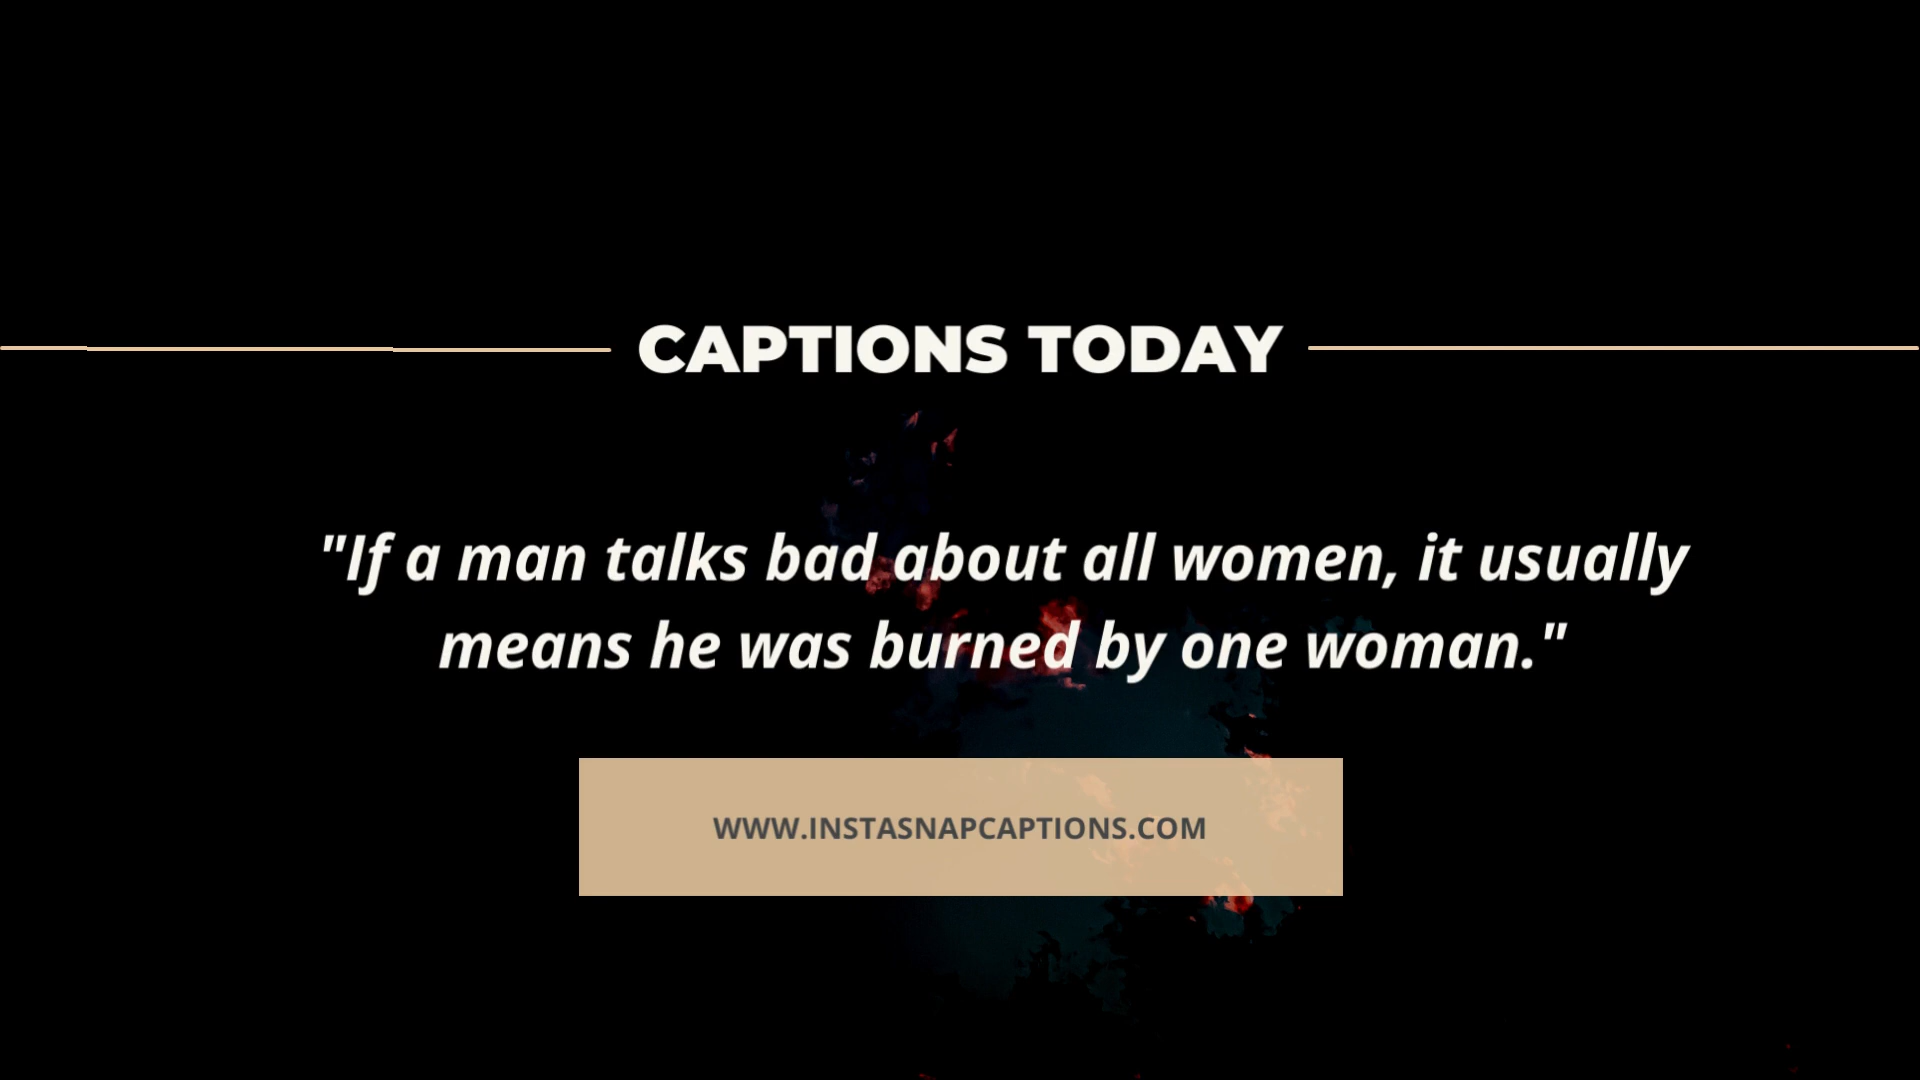 CAPTIONS TODAY
"If a man talks bad about all women, it usually
means he was burned by one woman."
WWW.INSTASNAPCAPTIONS.COM